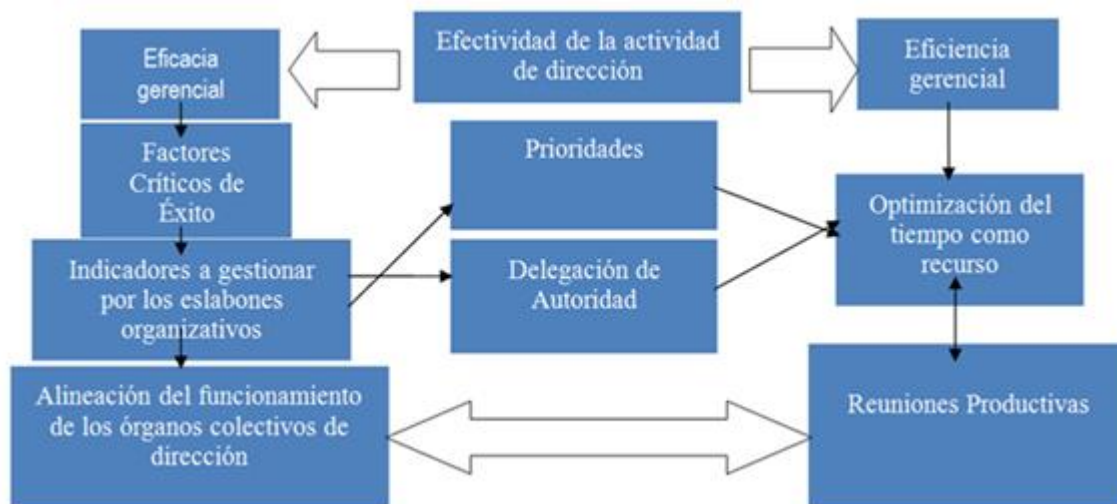 Eficacia
gerencial
Efectividad de la actividad
de dirección
Eficiencia
gerencial
Factores
Críticos de
Éxito
Prioridades
Optimización del
tiempo como
recurso
Indicadores a gestionar
por los eslabones
organizativos
Delegación de
Autoridad
Alineación del funcionamiento
de los órganos colectivos de
dirección
Reuniones Productivas